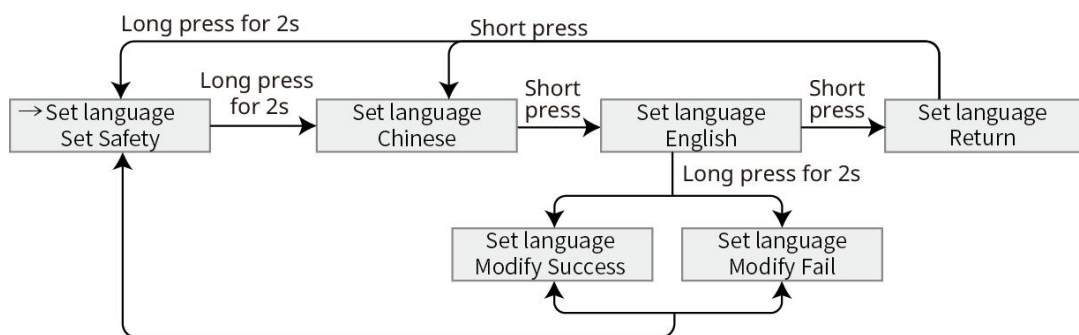 Long press for 2s
Short press
Long press
for 2s
Short
press
Short
press
→Set language
Set Safety
Set language
Chinese
Set language
English
Set language
Return
Long press for 2s
Set language
Modify Success
Set language
Modify Fail